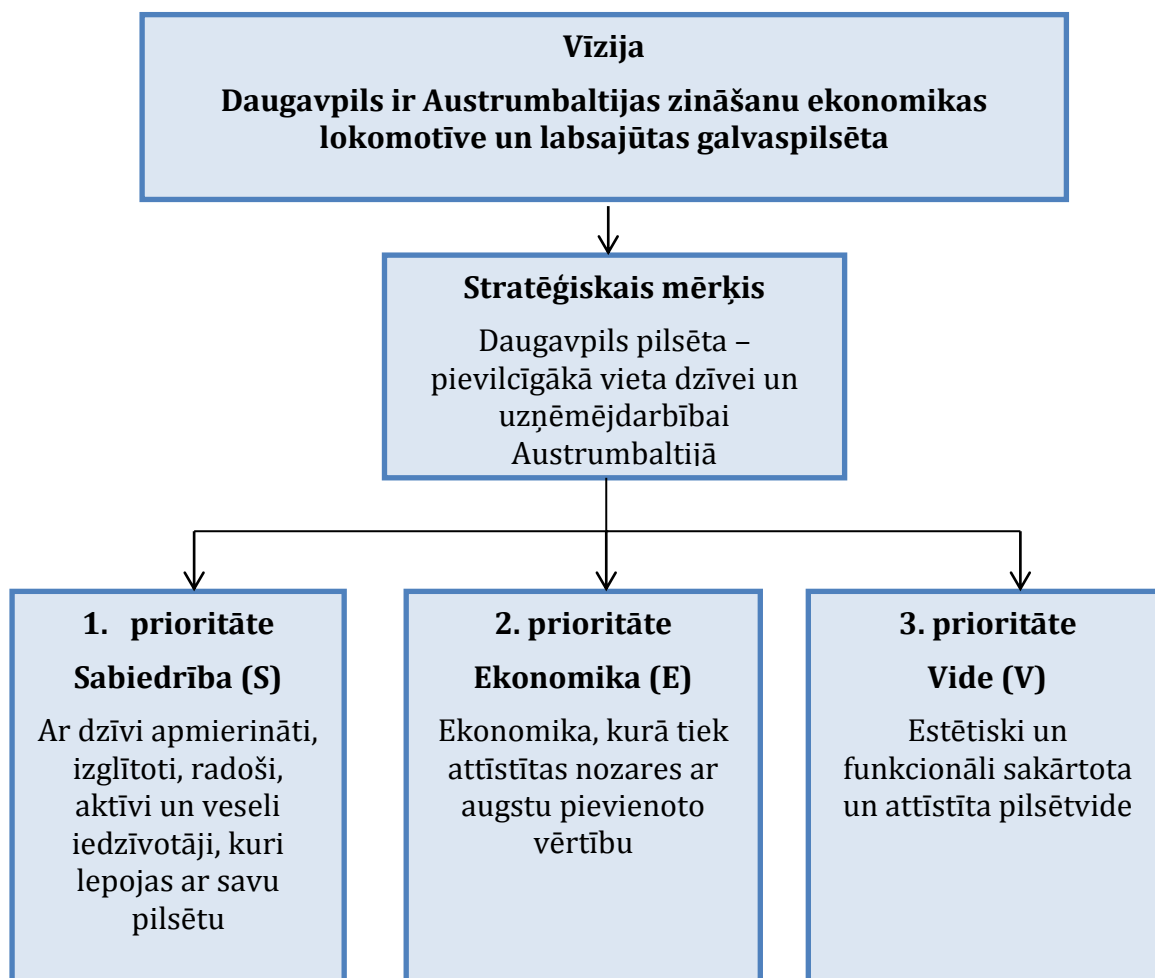 Vīzija
Daugavpils ir Austrumbaltijas zināšanu ekonomikas
lokomotīve un labsajūtas galvaspilsēta
Stratēģiskais mērķis
Daugavpils pilsēta –
pievilcīgākā vieta dzīvei un
uzņēmējdarbībai
Austrumbaltijā
1. prioritāte
Sabiedrība (S)
Ar dzīvi apmierināti,
izglītoti, radoši,
aktīvi un veseli
iedzīvotāji, kuri
lepojas ar savu
pilsētu
2. prioritāte
Ekonomika (E)
Ekonomika, kurā tiek
attīstītas nozares ar
augstu pievienoto
vērtību
3. prioritāte
Vide (V)
Estētiski un
funkcionāli sakārtota
un attīstīta pilsētvide